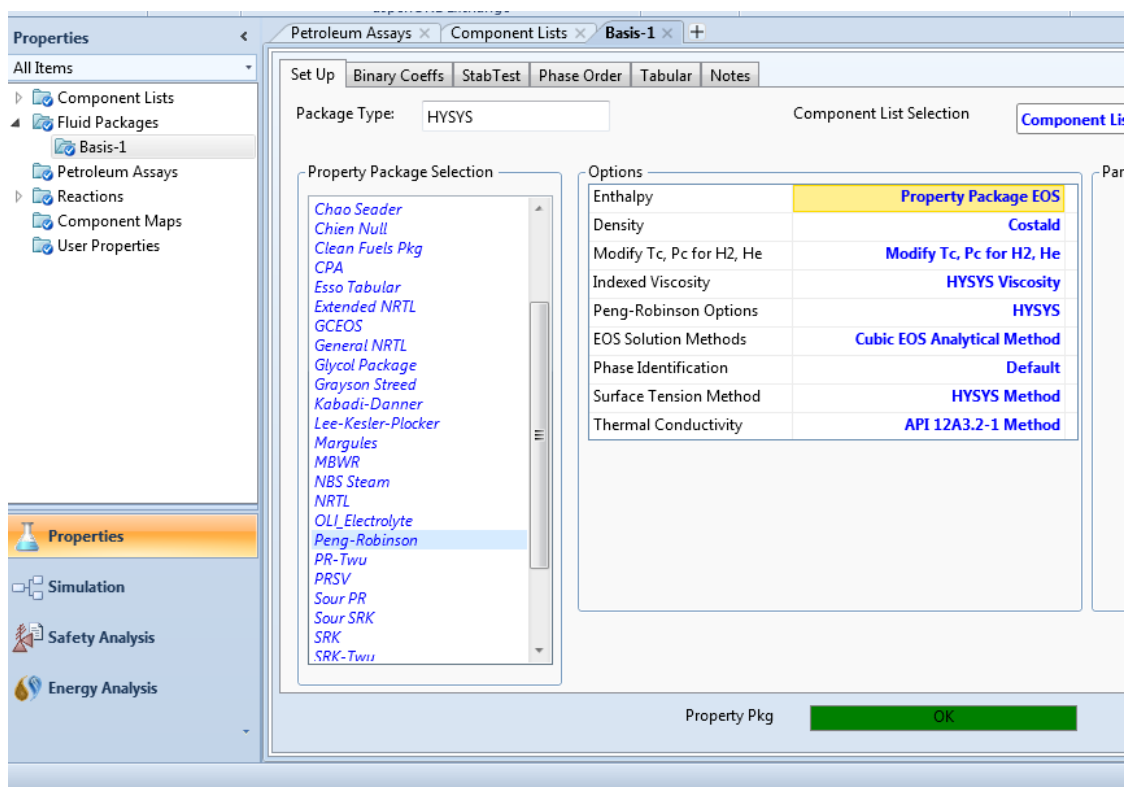 Properties
All Items
Component Lists
Fluid Packages
Basis-1
Petroleum Assays
Reactions
Component Maps
User Properties
Properties
Simulation
Safety Analysis
Energy Analysis
Petroleum Assays
Component Lists
Basis-1
Set Up
Binary Coeffs
StabTest
Phase Order
Tabular
Notes
Package Type: HYSYS
Component List Selection
Property Package Selection
Chao Seader
Chien Null
Clean Fuels Pkg
CPA
Esso Tabular
Extended NRTL
GCEOS
General NRTL
Glycol Package
Grayson Streed
Kabadi-Danner
Lee-Kesler-Plocker
Margules
MBWR
NBS Steam
NRTL
OLI_Electrolyte
Peng-Robinson
PR-Twu
PRSV
Sour PR
Sour SRK
SRK
SRK-Twu
Options
Enthalpy Property Package EOS
Density Costald
Modify Tc, Pc for H2, He Modify Tc, Pc for H2, He
Indexed Viscosity HYSYS Viscosity
Peng-Robinson Options HYSYS
EOS Solution Methods Cubic EOS Analytical Method
Phase Identification Default
Surface Tension Method HYSYS Method
Thermal Conductivity API 12A3.2-1 Method
Component Lis
Par
Property Pkg OK